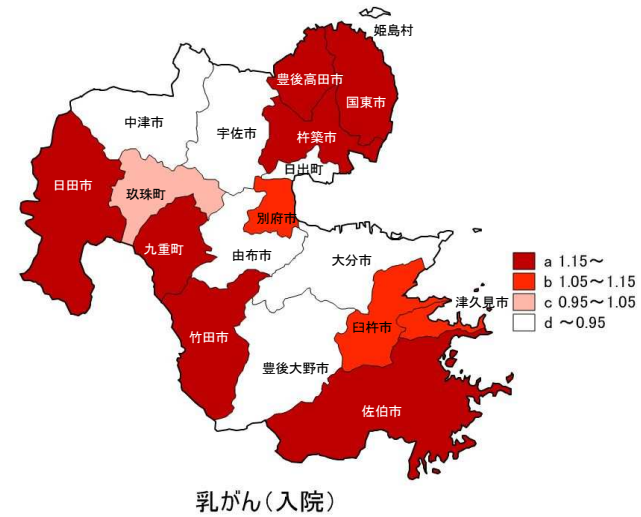 姫島村
豊後高田市
国東市
中津市
宇佐市
杵築市
日出町
日田市
玖珠町
別府市
九重町
由布市
大分市
a 1.15～
b 1.05～1.15
c 0.95～1.05
d ～0.95
津久見市
臼杵市
竹田市
豊後大野市
佐伯市
乳がん(入院)